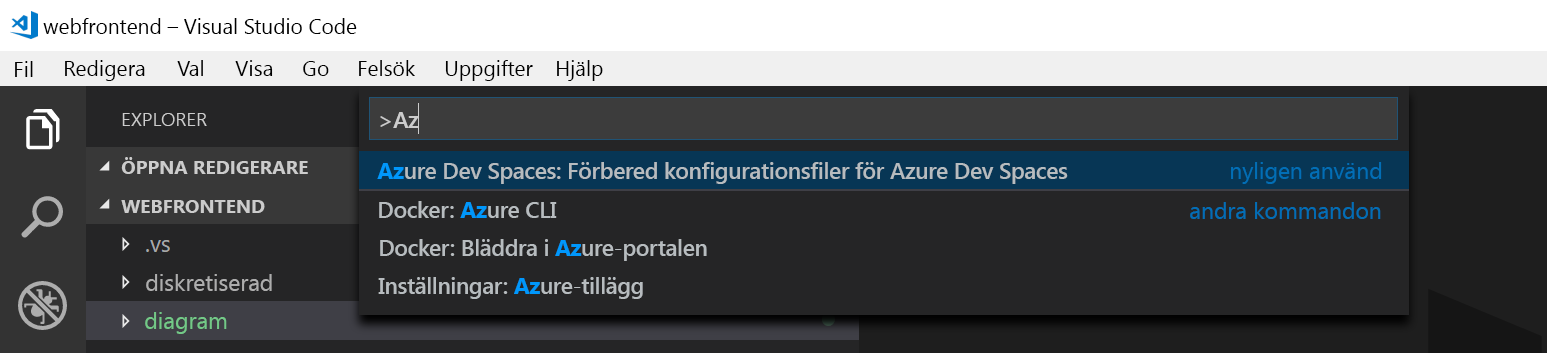 webfrontend – Visual Studio Code
Fil Redigera Val Visa Go Felsök Uppgifter Hjälp
EXPLORER
>Az
ÖPPNA REDIGERARE
Azure Dev Spaces: Förbered konfigurationsfiler för Azure Dev Spaces nyligen använd
WEBFRONTEND
Docker: Azure CLI andra kommandon
.vs
Docker: Bläddra i Azure-portalen
diskretiserad
Inställningar: Azure-tillägg
diagram